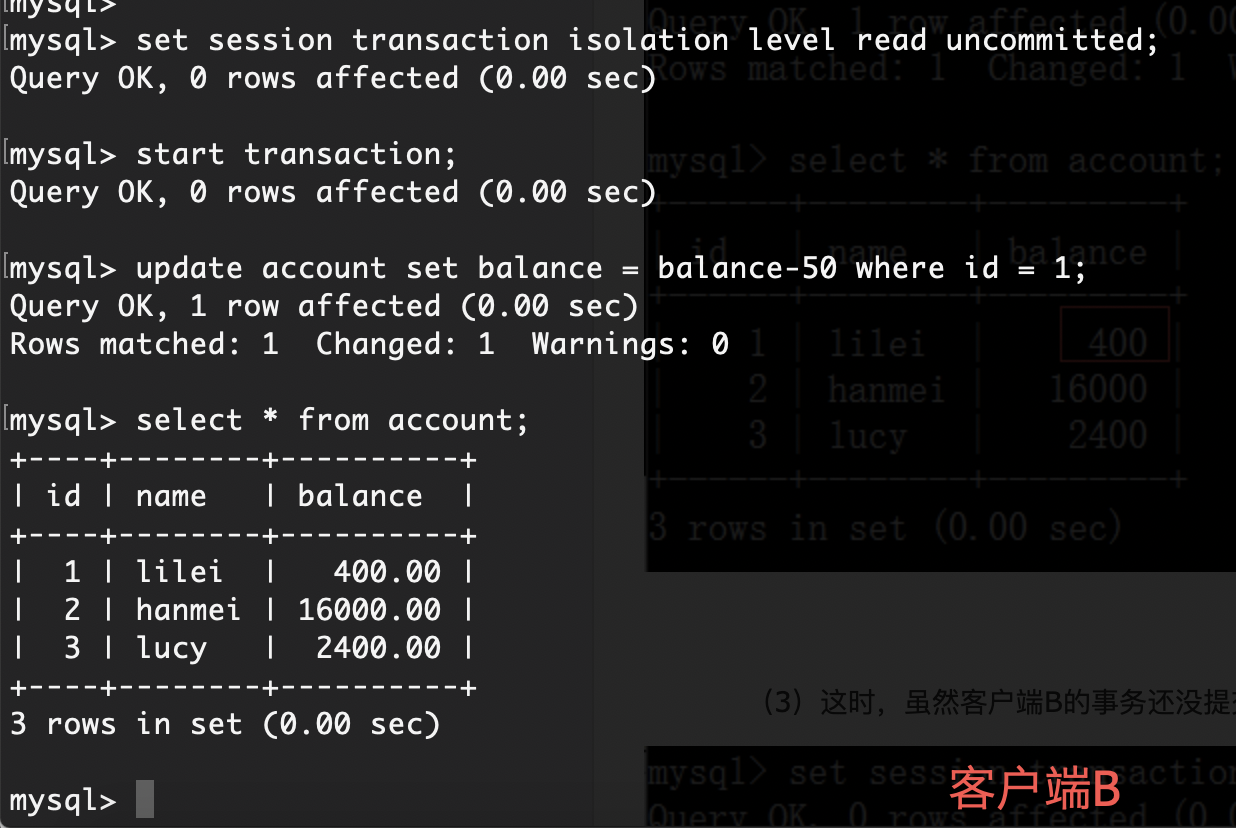 mysql>
mysql> set session transaction isolation level read uncommitted;
Query OK, 0 rows affected (0.00 sec)
mysql> start transaction;
Query OK, 0 rows affected (0.00 sec)
mysql> update account set balance = balance-50 where id = 1;
Query OK, 1 row affected (0.00 sec)
Rows matched: 1  Changed: 1  Warnings: 0
mysql> select * from account;
+----+--------+----------+
| id | name   | balance  |
+----+--------+----------+
|  1 | lilei  |   400.00 |
|  2 | hanmei | 16000.00 |
|  3 | lucy   |  2400.00 |
+----+--------+----------+
3 rows in set (0.00 sec)
mysql>
Query OK, 1 row affected (0.00
Rows matched: 1  Changed: 1
mysql> select * from account;
| id | name | balance |
1 | lilei | 400 |
2 | hanmei | 16000 |
3 | lucy | 2400 |
3 rows in set (0.00 sec)
（3）这时，虽然客户端B的事务还没提
mysql> set session transaction
Query OK, 0 rows affected (0.0
客户端B